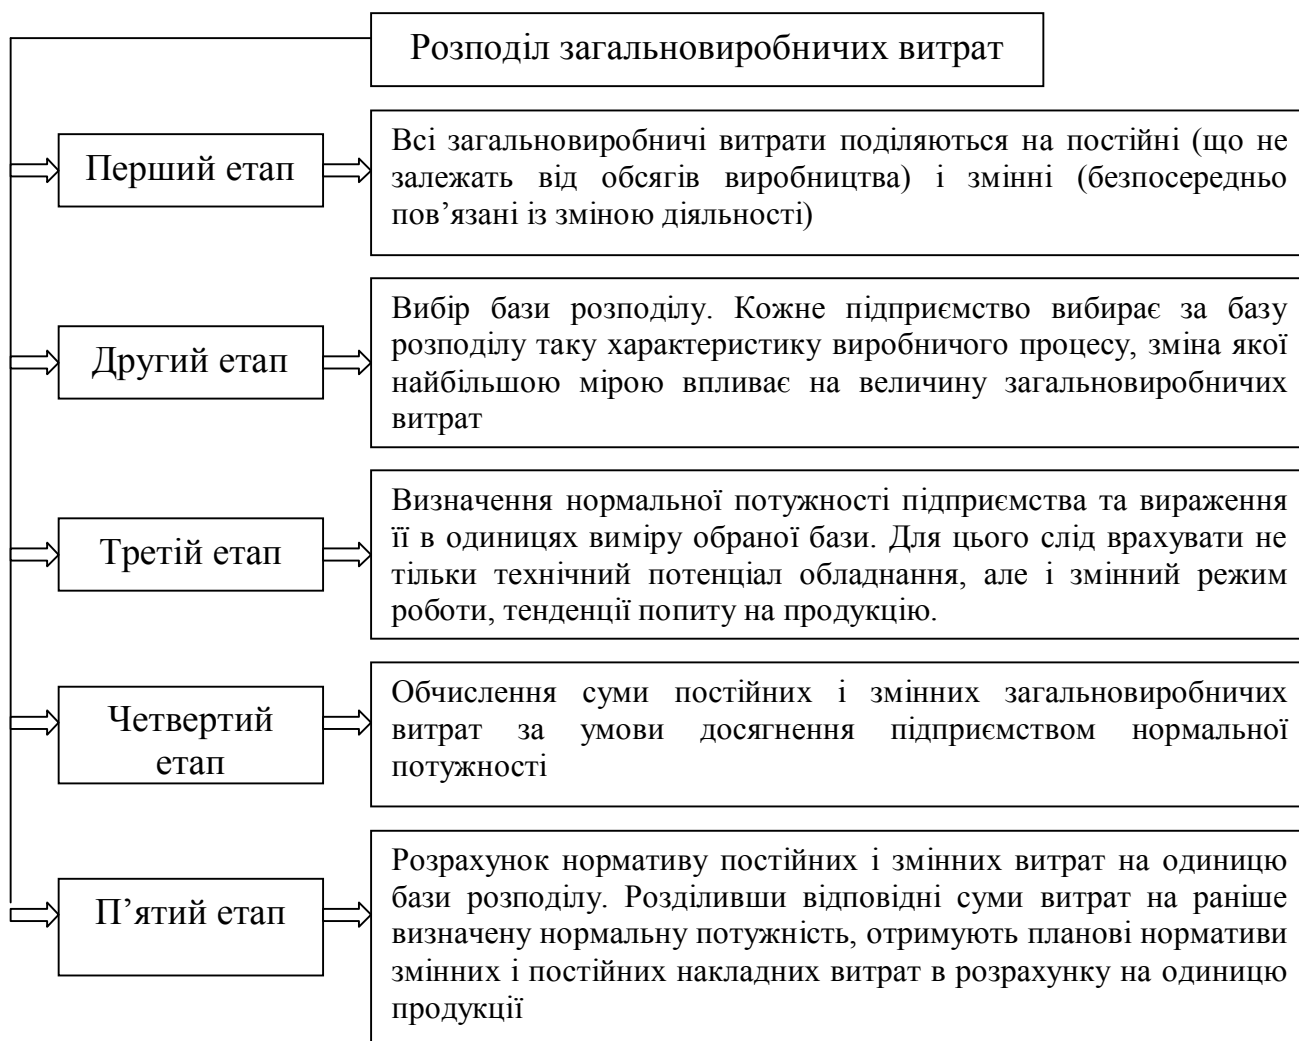 Розподіл загальновиробничих витрат
Перший етап
Всі загальновиробничі витрати поділяються на постійні (що не
залежать від обсягів виробництва) і змінні (безпосередньо
пов’язані із зміною діяльності)
Другий етап
Вибір бази розподілу. Кожне підприємство вибирає за базу
розподілу таку характеристику виробничого процесу, зміна якої
найбільшою мірою впливає на величину загальновиробничих
витрат
Третій етап
Визначення нормальної потужності підприємства та вираження
її в одиницях виміру обраної бази. Для цього слід врахувати не
тільки технічний потенціал обладнання, але і змінний режим
роботи, тенденції попиту на продукцію.
Четвертий
етап
Обчислення суми постійних і змінних загальновиробничих
витрат за умови досягнення підприємством нормальної
потужності
П’ятий етап
Розрахунок нормативу постійних і змінних витрат на одиницю
бази розподілу. Розділивши відповідні суми витрат на раніше
визначену нормальну потужність, отримують планові нормативи
змінних і постійних накладних витрат в розрахунку на одиницю
продукції